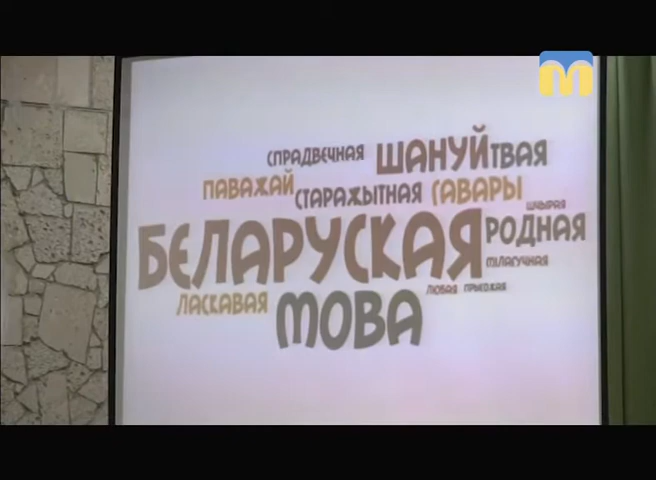 СПРАДВЕЧНАЯ ШАНУЙ ТВАЯ
ПАВАЖАЙ СТАРАЖЫТНАЯ ГАВАРЫ
ШЧЫРАЯ
БЕЛАРУСКАЯ РОДНАЯ
МІЛАГУЧНАЯ
ЛАСКАВАЯ МОВА ЛЮБАЯ ПРЫГОЖАЯ